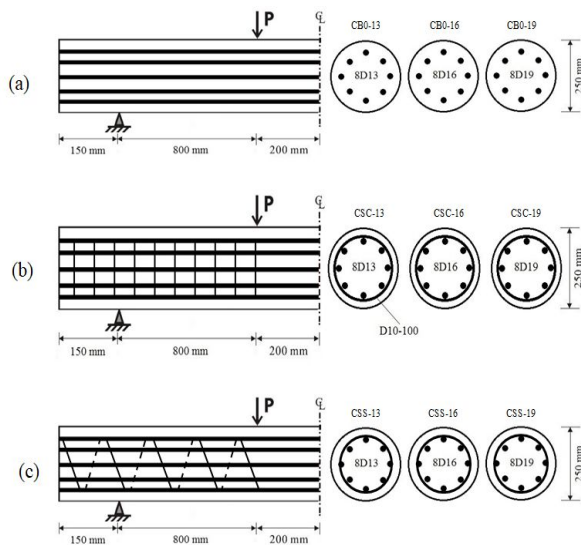 P
C
L
CB0-13
CB0-16
CB0-19
(a)
8D13
8D16
8D19
250 mm
150 mm
800 mm
200 mm
P
C
L
CSC-13
CSC-16
CSC-19
(b)
8D13
8D16
8D19
250 mm
D10-100
150 mm
800 mm
200 mm
P
C
L
CSS-13
CSS-16
CSS-19
(c)
8D13
8D16
8D19
250 mm
150 mm
800 mm
200 mm